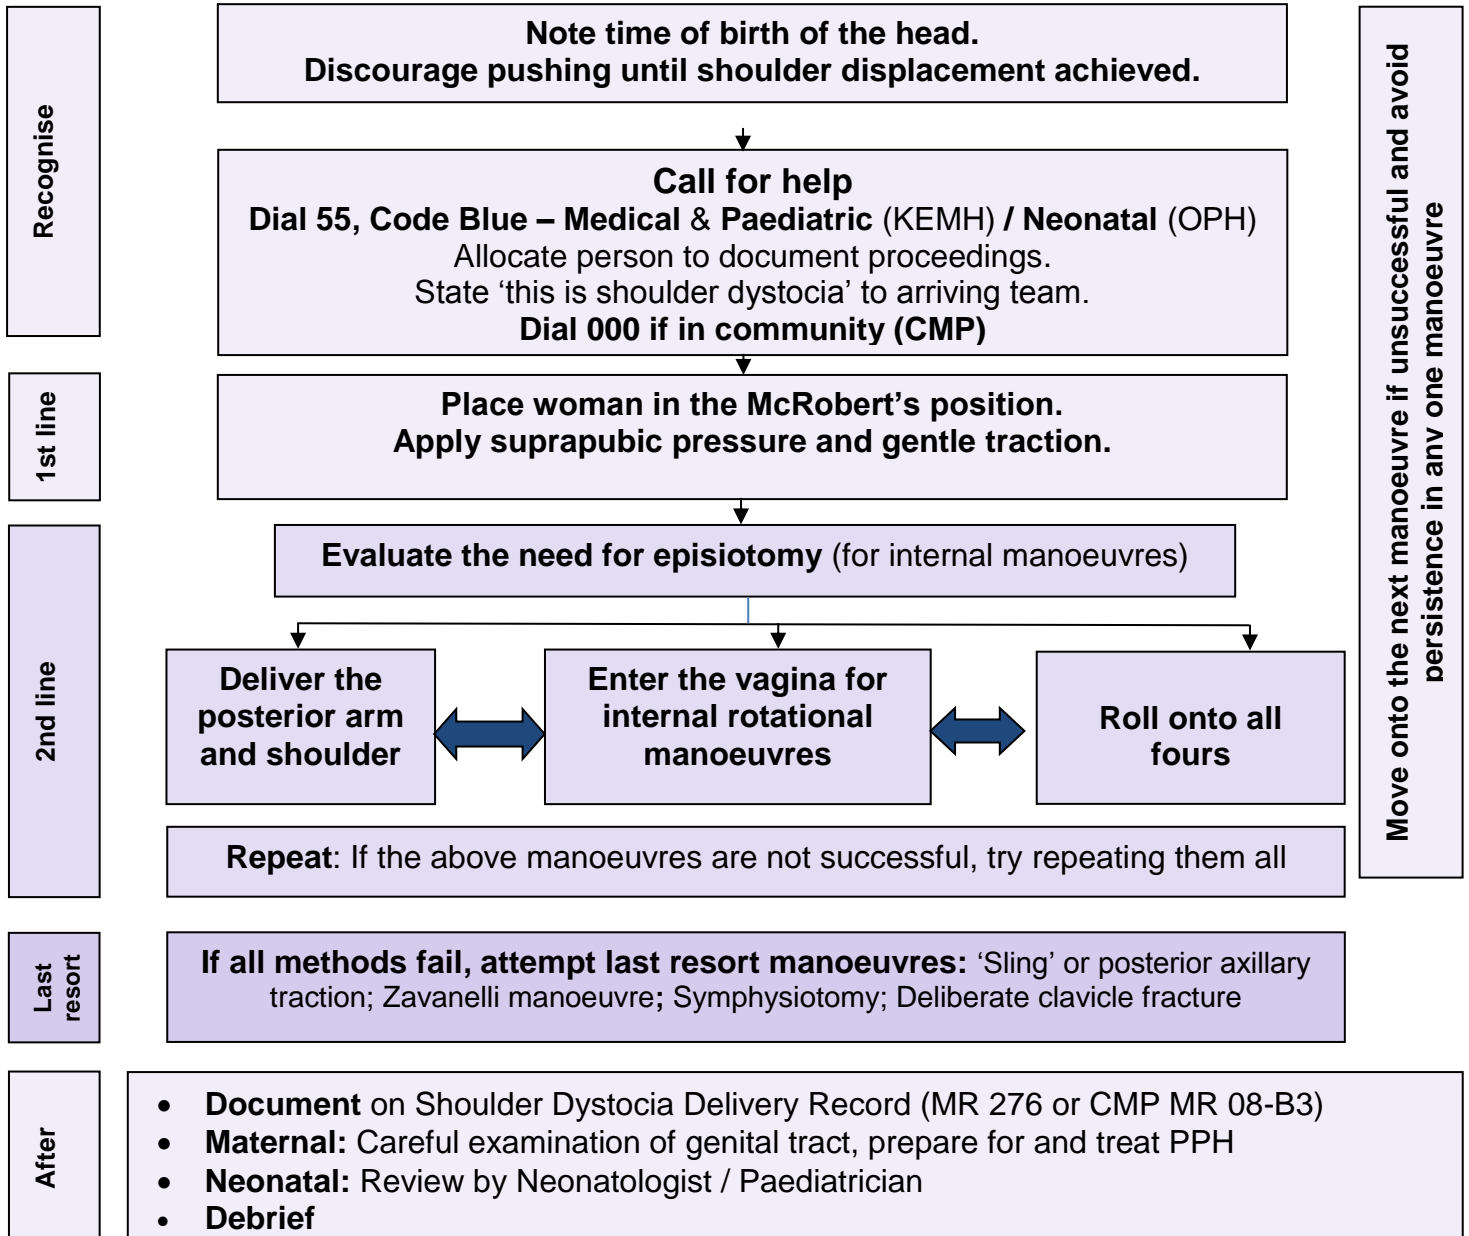 Recognise
Note time of birth of the head.
Discourage pushing until shoulder displacement achieved.
Call for help
Dial 55, Code Blue – Medical & Paediatric (KEMH) / Neonatal (OPH)
Allocate person to document proceedings.
State ‘this is shoulder dystocia’ to arriving team.
Dial 000 if in community (CMP)
1st line
Place woman in the McRobert’s position.
Apply suprapubic pressure and gentle traction.
2nd line
Evaluate the need for episiotomy (for internal manoeuvres)
Deliver the
posterior arm
and shoulder
Enter the vagina for
internal rotational
manoeuvres
Roll onto all
fours
Repeat: If the above manoeuvres are not successful, try repeating them all
Move onto the next manoeuvre if unsuccessful and avoid
persistence in any one manoeuvre
Last
resort
If all methods fail, attempt last resort manoeuvres: ‘Sling’ or posterior axillary
traction; Zavanelli manoeuvre; Symphysiotomy; Deliberate clavicle fracture
After
• Document on Shoulder Dystocia Delivery Record (MR 276 or CMP MR 08-B3)
• Maternal: Careful examination of genital tract, prepare for and treat PPH
• Neonatal: Review by Neonatologist / Paediatrician
• Debrief